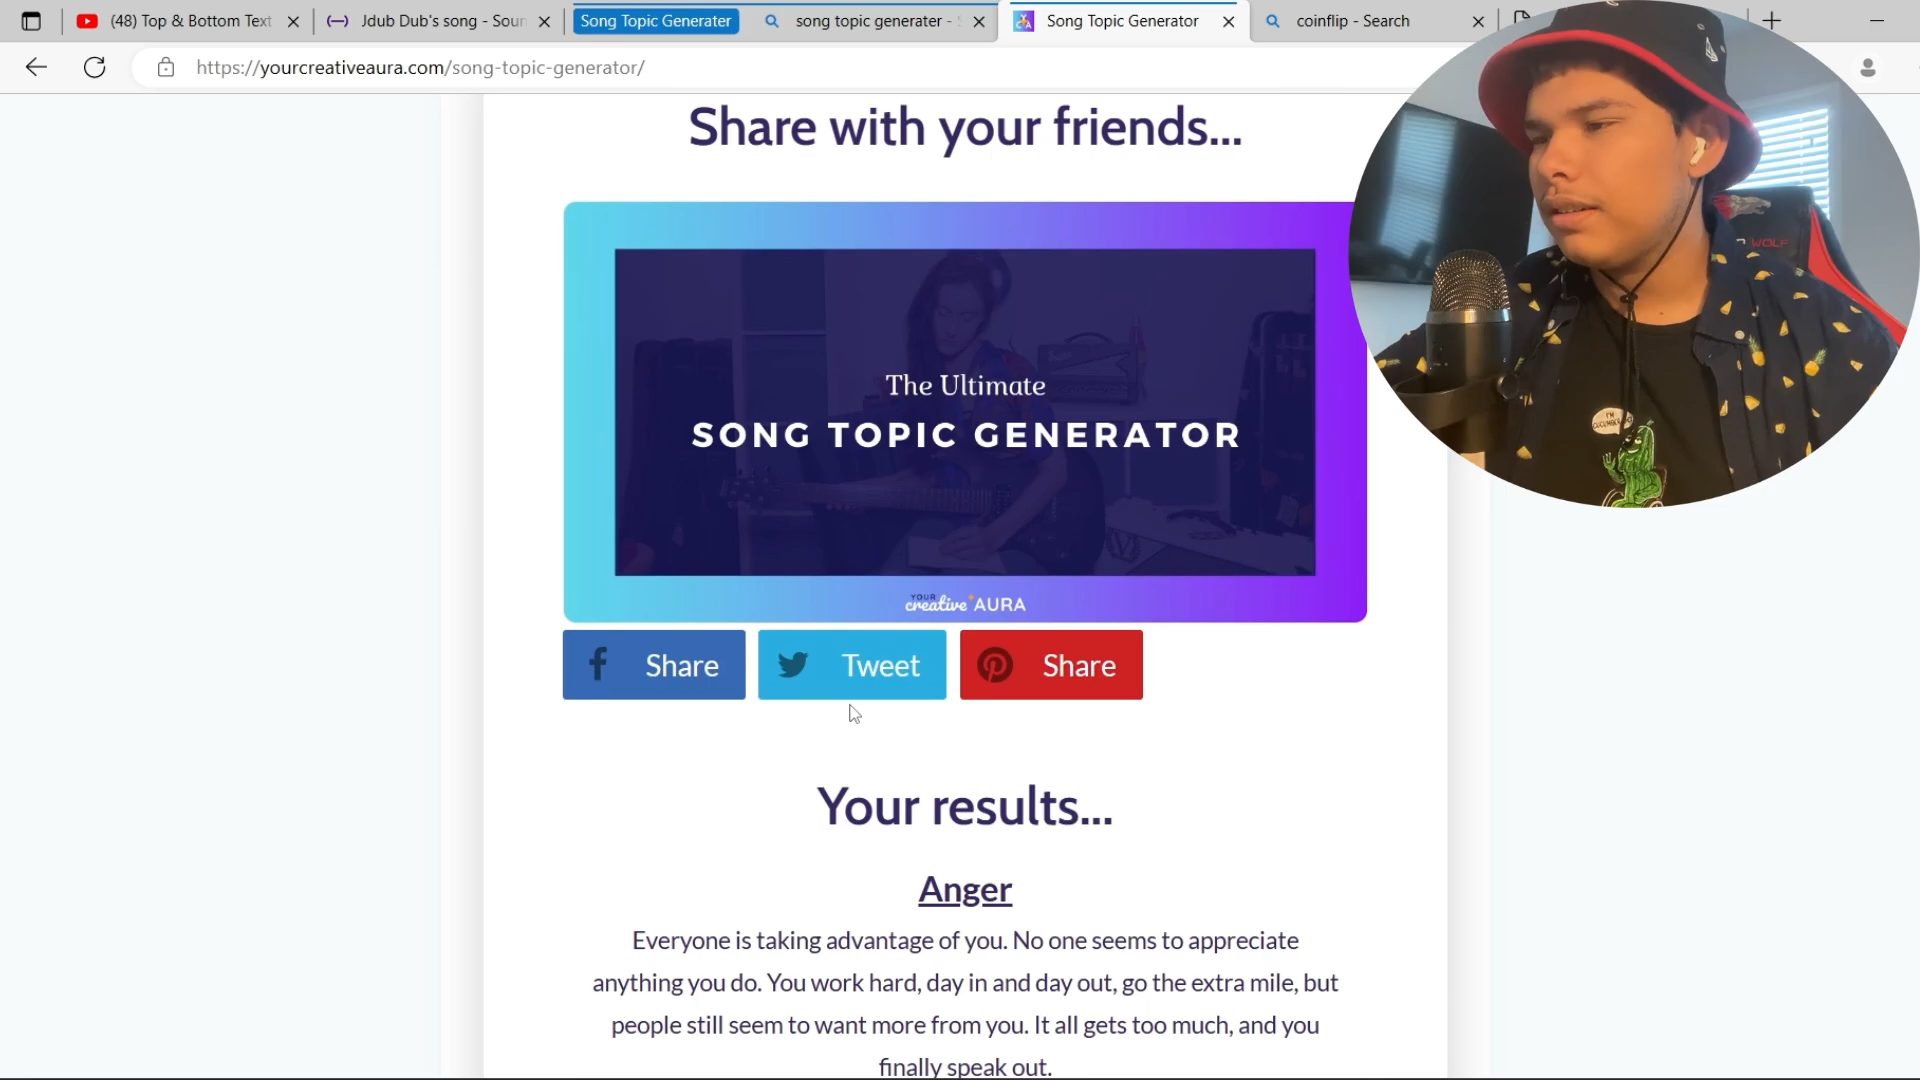 (48) Top & Bottom Text
Jdub Dub's song - Soun
Song Topic Generater
song topic generater - S
Song Topic Generator
coinflip - Search
https://yourcreativeaura.com/song-topic-generator/
Share with your friends...
The Ultimate
SONG TOPIC GENERATOR
YOUR
creative AURA
Share
Tweet
Share
Your results...
Anger
Everyone is taking advantage of you. No one seems to appreciate
anything you do. You work hard, day in and day out, go the extra mile, but
people still seem to want more from you. It all gets too much, and you
finally speak out.
WOLF
I'M